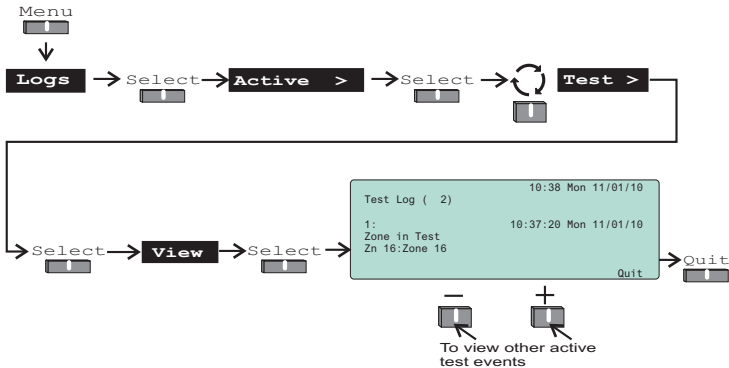 Menu
Logs
Select
Active >
Select
Test >
Select
View
Select
10:38 Mon 11/01/10
Test Log ( 2)
1: 10:37:20 Mon 11/01/10
Zone in Test
Zn 16:Zone 16
Quit
Quit
− +
To view other active
test events